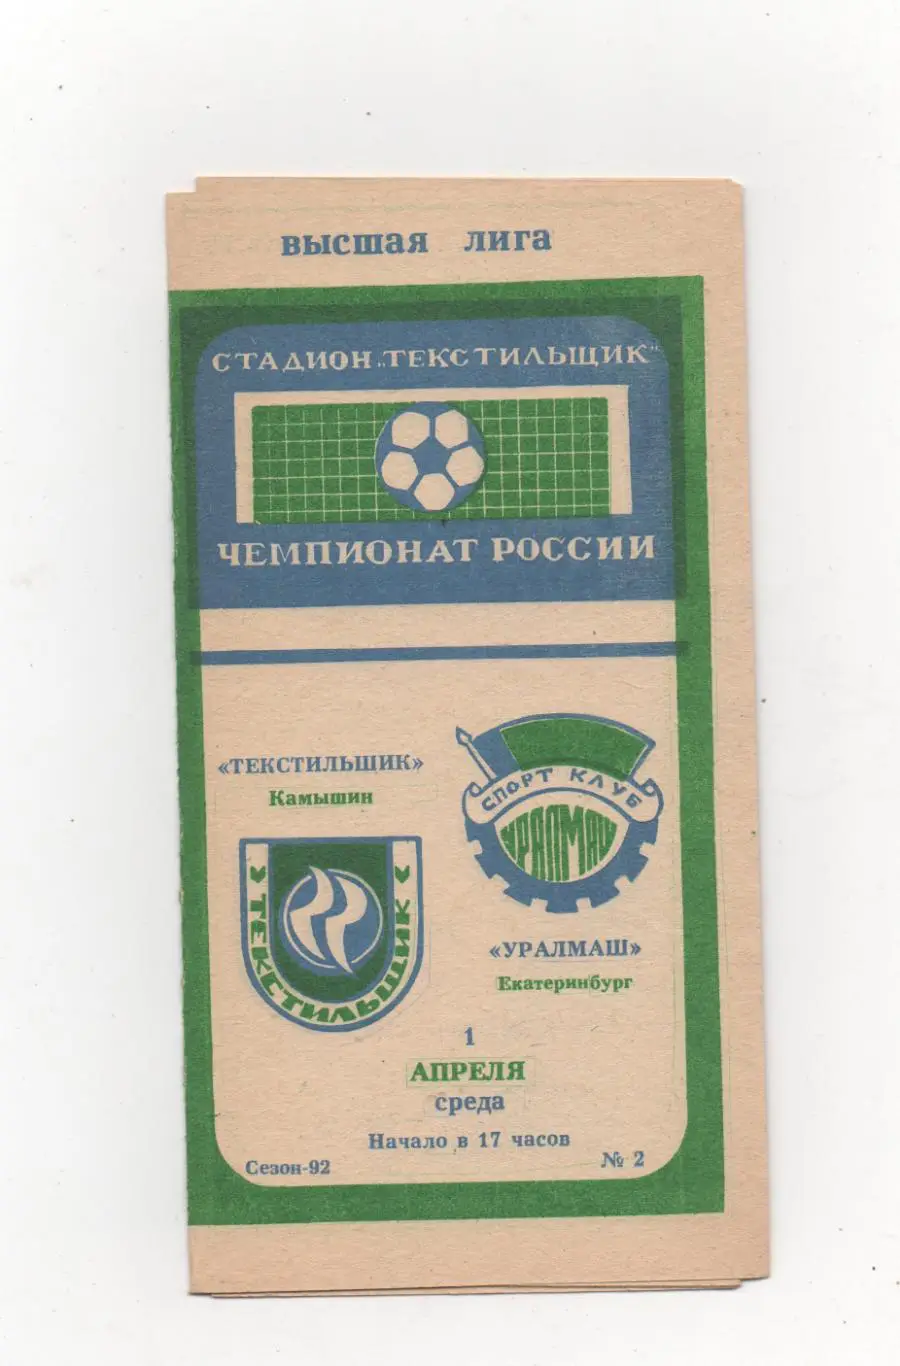 ВЫСШАЯ ЛИГА
СТАДИОН „ТЕКСТИЛЬЩИК"
ЧЕМПИОНАТ РОССИИ
«ТЕКСТИЛЬШИК»
Камышин
ТЕКСТИЛЬЩИК
СПОРТ КЛУБ
УРАЛМАШ
«УРАЛМАШ»
Екатеринбург
1
АПРЕЛЯ
среда
Начало в 17 часов
Сезон-92
№ 2